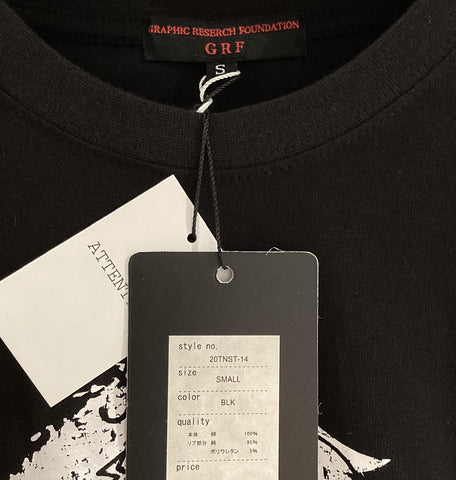 GRAPHIC RESERCH FOUNDATION
GRF
S
ATTENT
style no.
20TNST-14
size
SMALL
color
BLK
quality
本体 綿 100%
リブ部分 綿 95%
ポリウレタン 5%
price